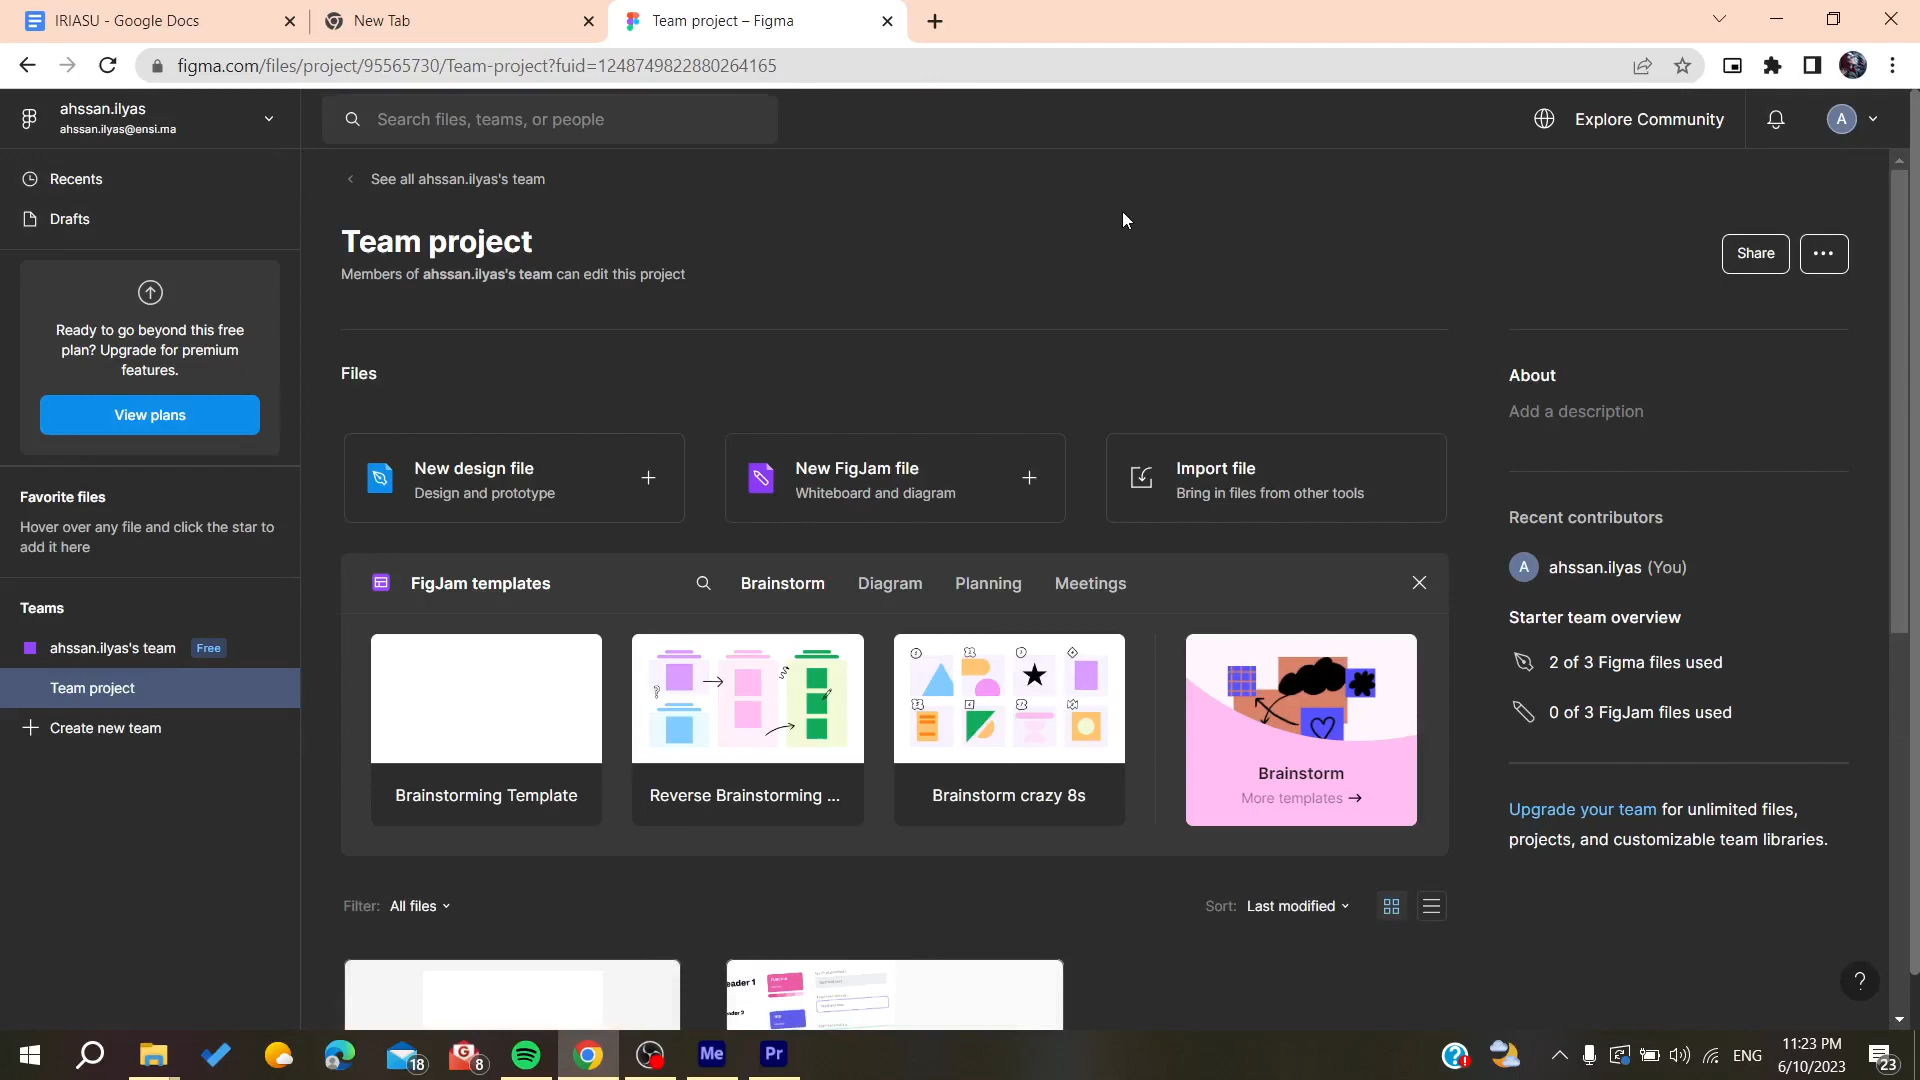 IRIASU - Google Docs
New Tab
Team project – Figma
figma.com/files/project/95565730/Team-project?fuid=1248749822880264165
ahssan.ilyas
ahssan.ilyas@ensi.ma
Search files, teams, or people
Explore Community
A
Recents
Drafts
Ready to go beyond this free
plan? Upgrade for premium
features.
View plans
Favorite files
Hover over any file and click the star to
add it here
Teams
ahssan.ilyas's team Free
Team project
Create new team
See all ahssan.ilyas's team
Team project
Members of ahssan.ilyas's team can edit this project
Share
Files
New design file
Design and prototype
New FigJam file
Whiteboard and diagram
Import file
Bring in files from other tools
FigJam templates
Brainstorm
Diagram
Planning
Meetings
Brainstorming Template
Reverse Brainstorming ...
Brainstorm crazy 8s
Brainstorm
More templates →
Filter: All files
Sort: Last modified
eader 1
About
Add a description
Recent contributors
A ahssan.ilyas (You)
Starter team overview
2 of 3 Figma files used
0 of 3 FigJam files used
Upgrade your team for unlimited files,
projects, and customizable team libraries.
?
18
8
Me
Pr
ENG
11:23 PM
6/10/2023
23